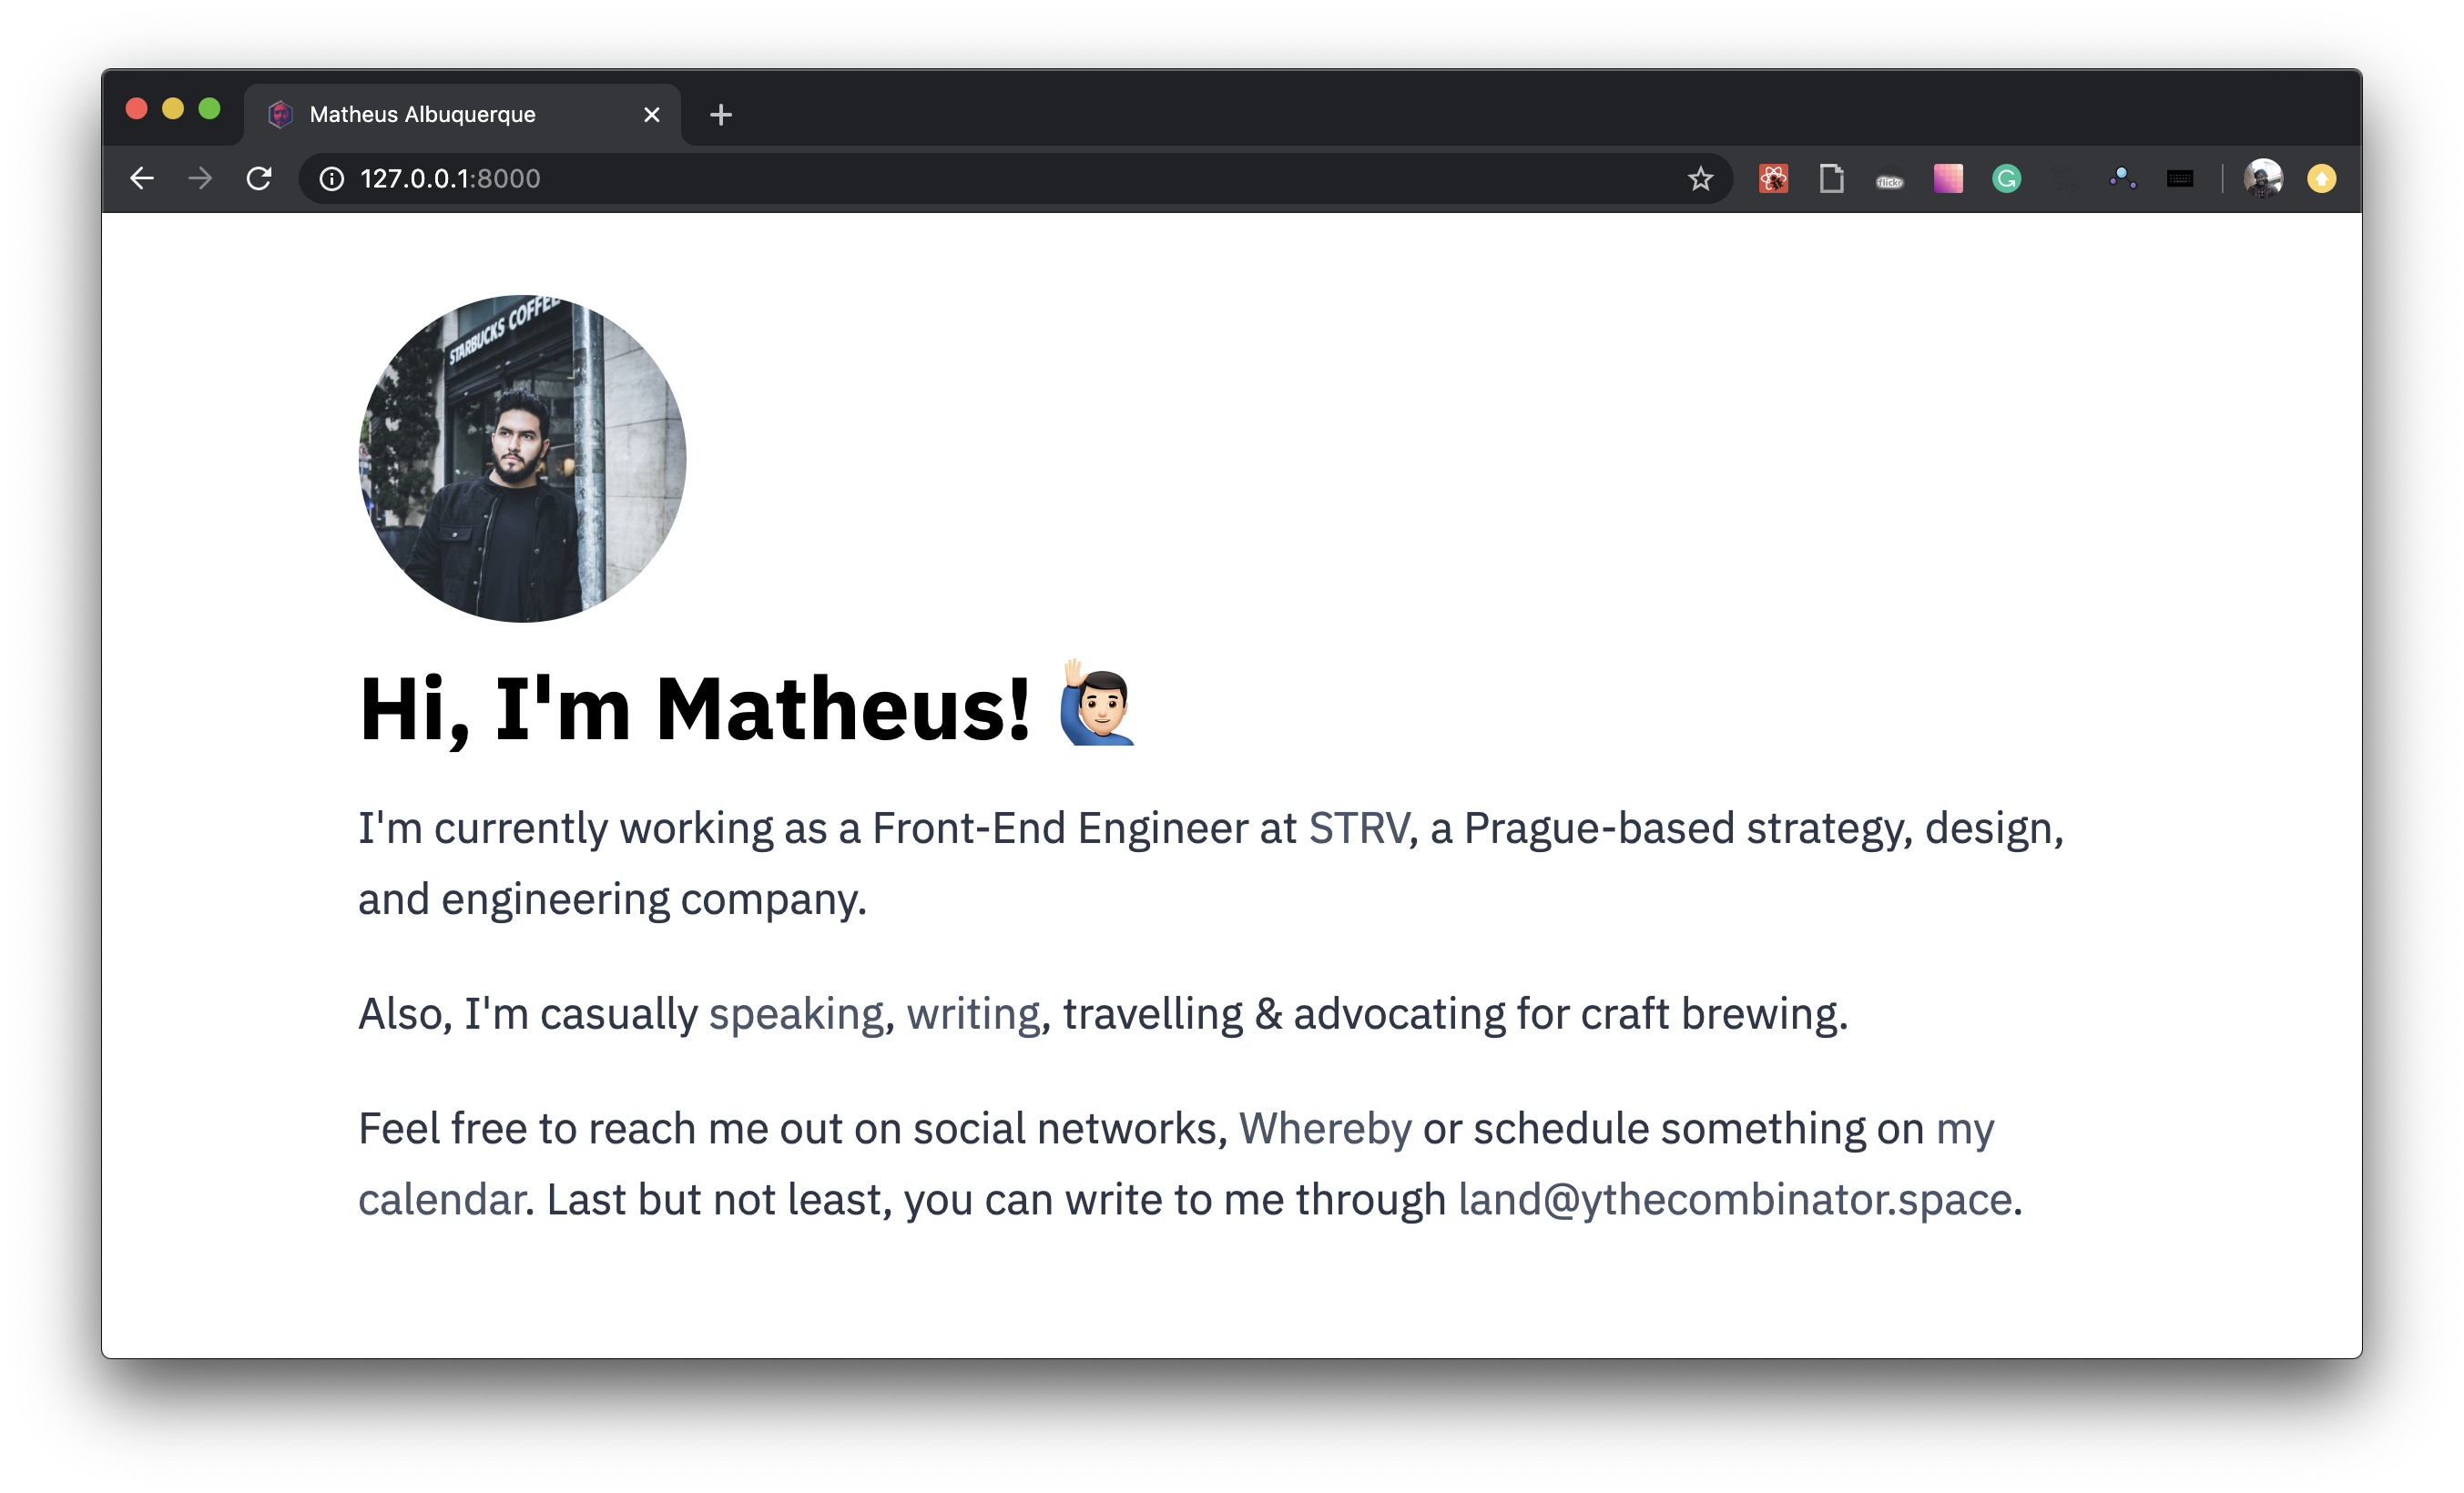 Matheus Albuquerque
127.0.0.1:8000
flickr
STARBUCKS COFFEE
Hi, I'm Matheus!
I'm currently working as a Front-End Engineer at STRV, a Prague-based strategy, design,
and engineering company.
Also, I'm casually speaking, writing, travelling & advocating for craft brewing.
Feel free to reach me out on social networks, Whereby or schedule something on my
calendar. Last but not least, you can write to me through land@ythecombinator.space.